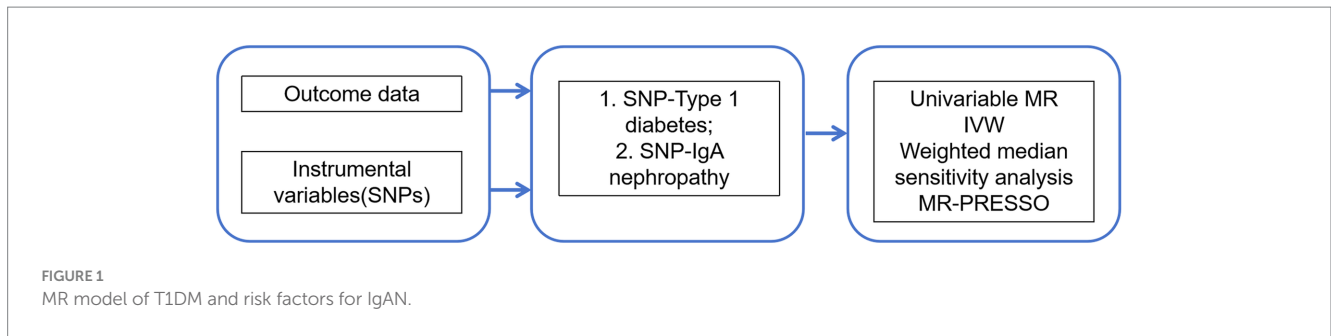 Outcome data
Instrumental
variables(SNPs)
1. SNP-Type 1
diabetes;
2. SNP-IgA
nephropathy
Univariable MR
IVW
Weighted median
sensitivity analysis
MR-PRESSO
FIGURE 1
MR model of T1DM and risk factors for IgAN.